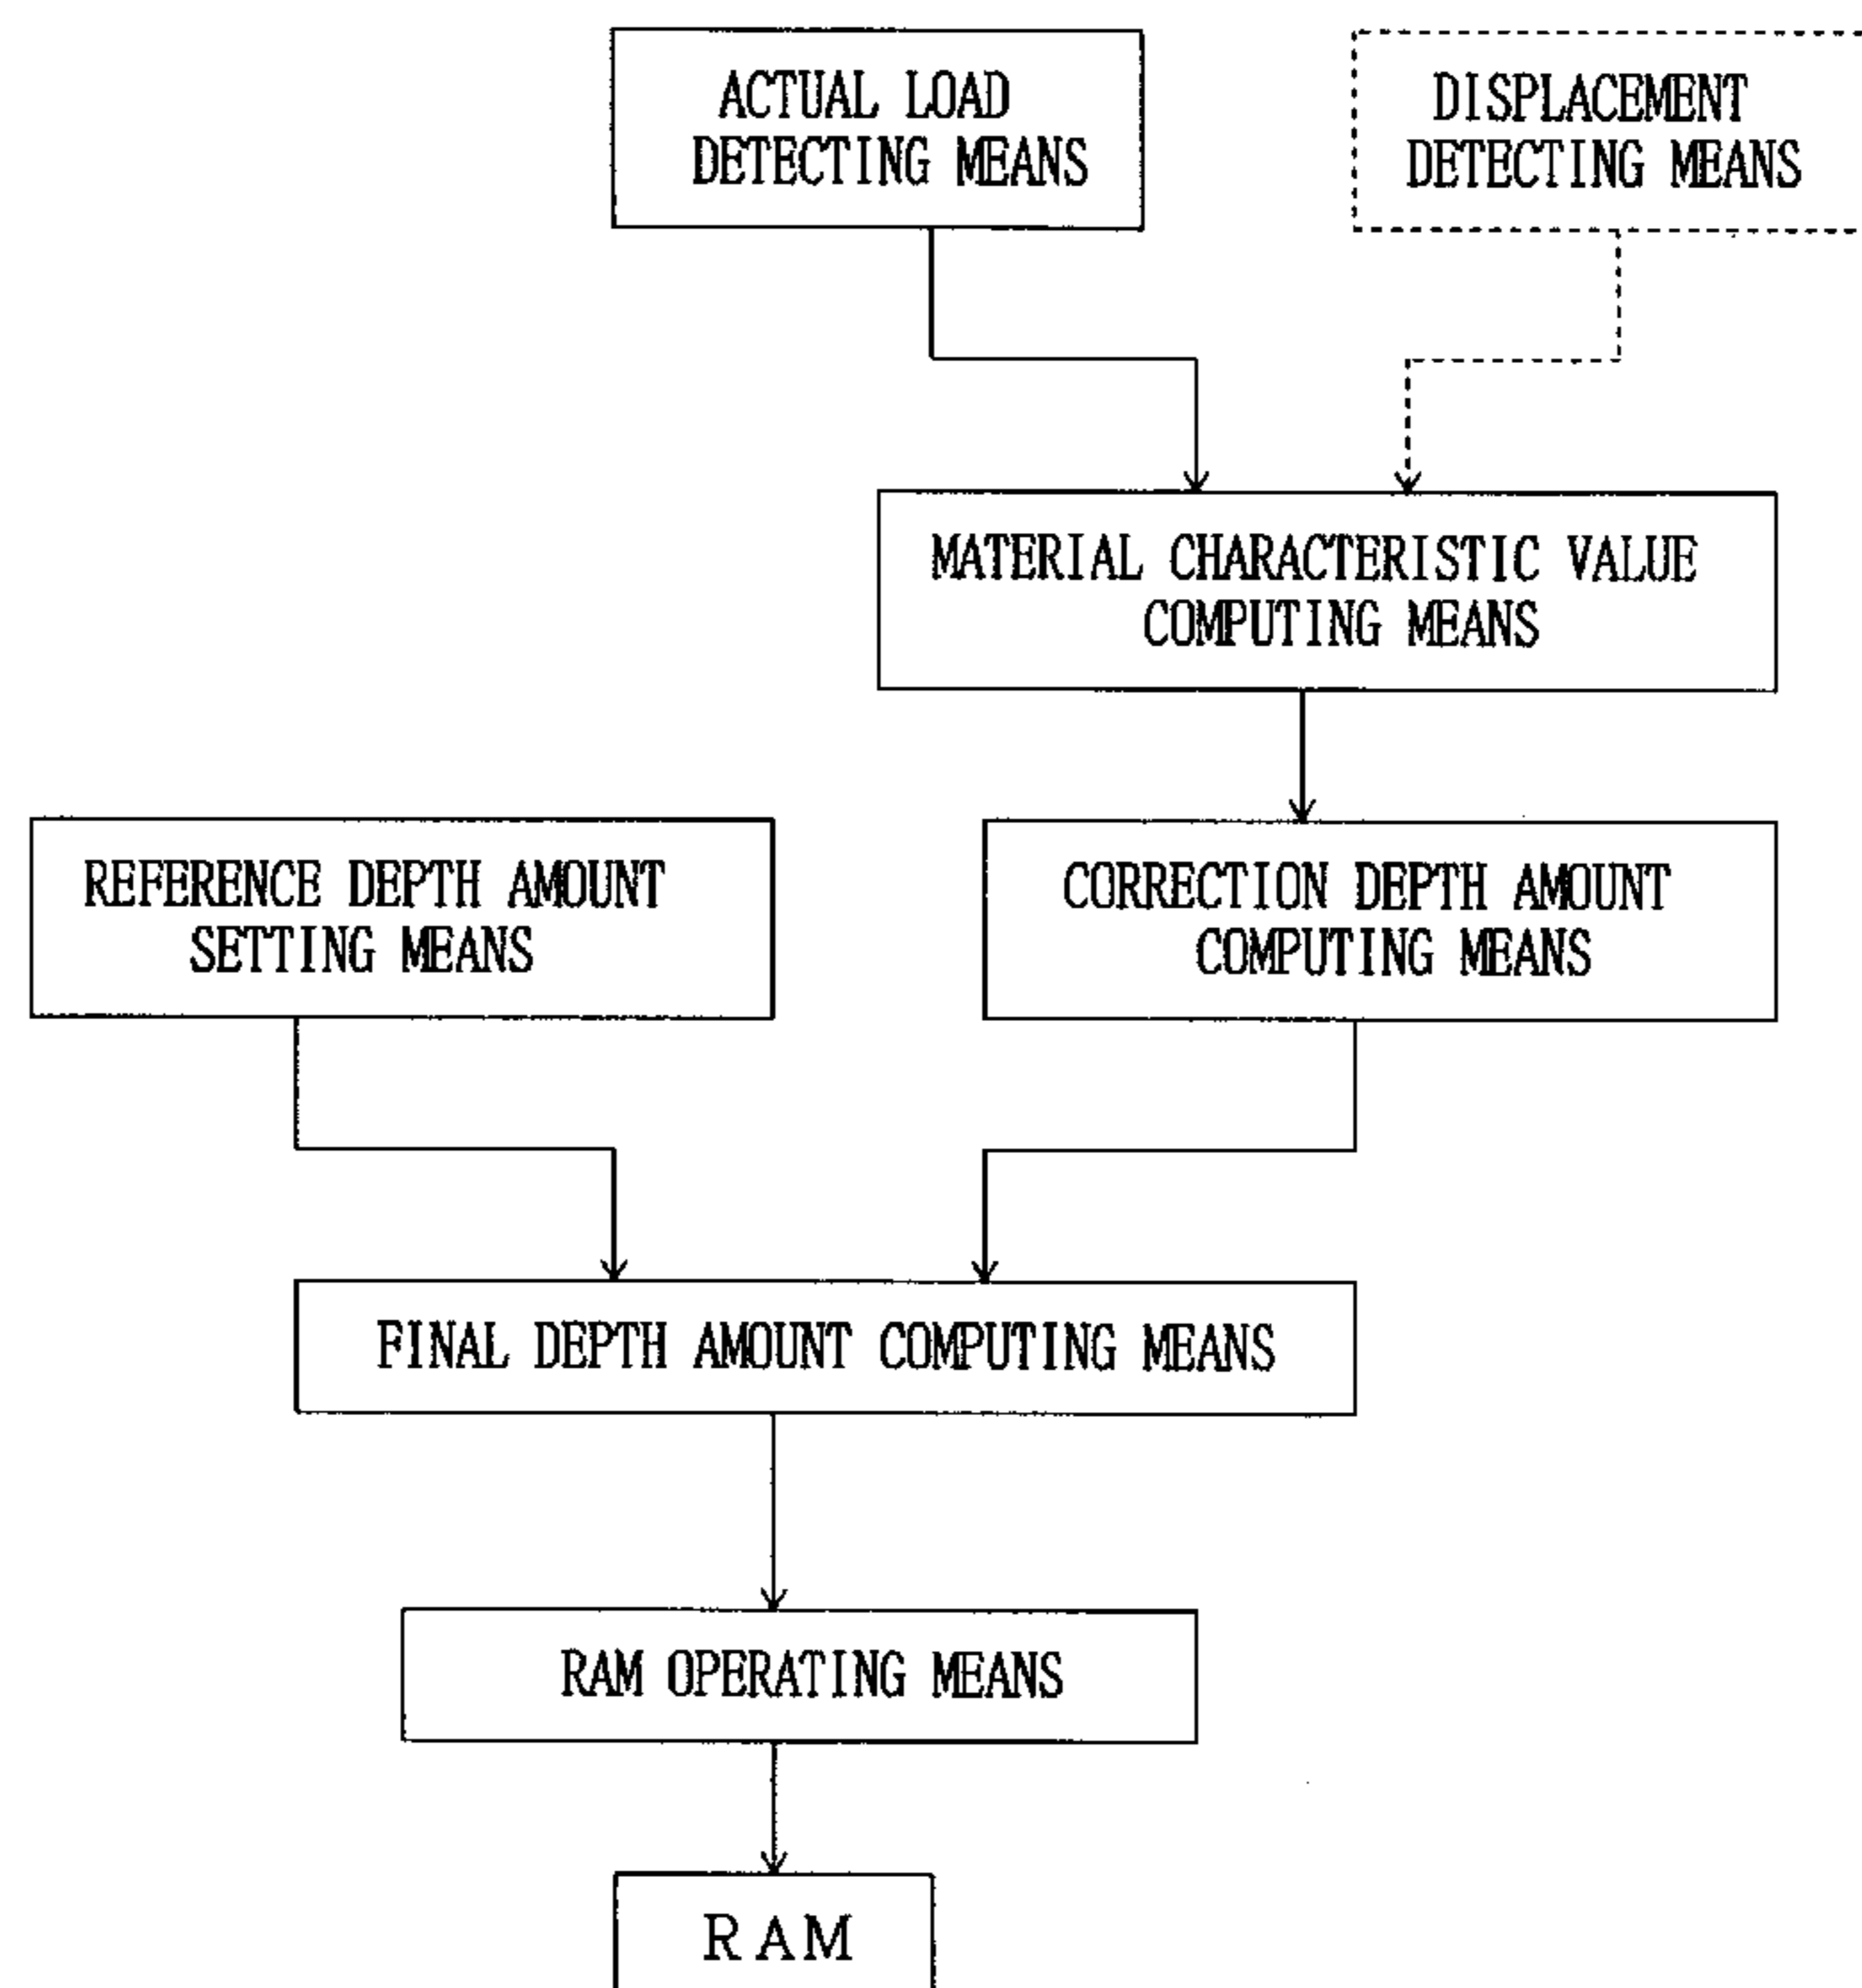 ACTUAL LOAD
DETECTING MEANS
DISPLACEMENT
DETECTING MEANS
MATERIAL CHARACTERISTIC VALUE
COMPUTING MEANS
REFERENCE DEPTH AMOUNT
SETTING MEANS
CORRECTION DEPTH AMOUNT
COMPUTING MEANS
FINAL DEPTH AMOUNT COMPUTING MEANS
RAM OPERATING MEANS
RAM